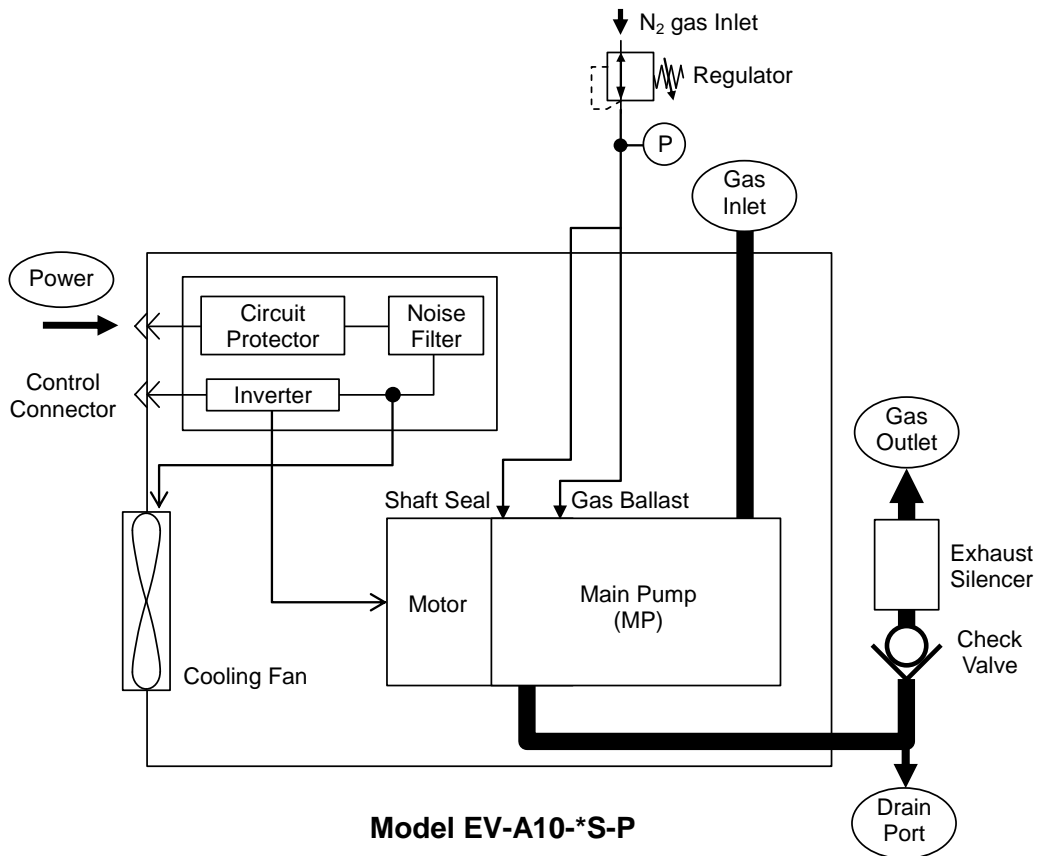 N₂ gas Inlet
Regulator
P
Gas
Inlet
Power
Circuit
Protector
Noise
Filter
Control
Connector
Inverter
Gas
Outlet
Shaft Seal
Gas Ballast
Exhaust
Silencer
Motor
Main Pump
(MP)
Check
Valve
Cooling Fan
Drain
Port
Model EV-A10-*S-P